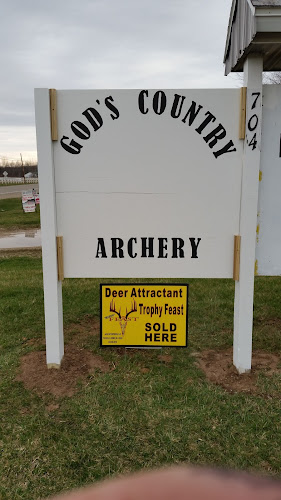 GOD'S COUNTRY
ARCHERY
704
Deer Attractant
Trophy Feast
SOLD
HERE